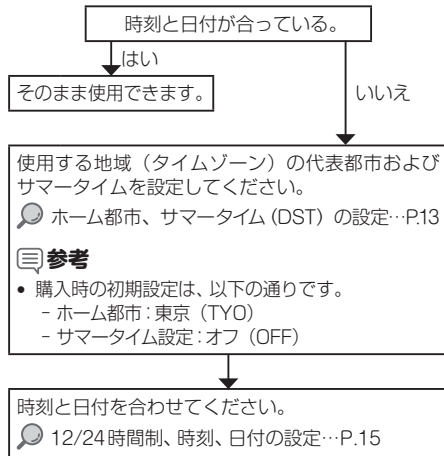 時刻と日付が合っている。
はい
そのまま使用できます。
いいえ
使用する地域（タイムゾーン）の代表都市および
サマータイムを設定してください。
ホーム都市、サマータイム（DST）の設定…P.13
参考
• 購入時の初期設定は、以下の通りです。
－ホーム都市：東京（TYO）
－サマータイム設定：オフ（OFF）
時刻と日付を合わせてください。
12/24時間制、時刻、日付の設定…P.15